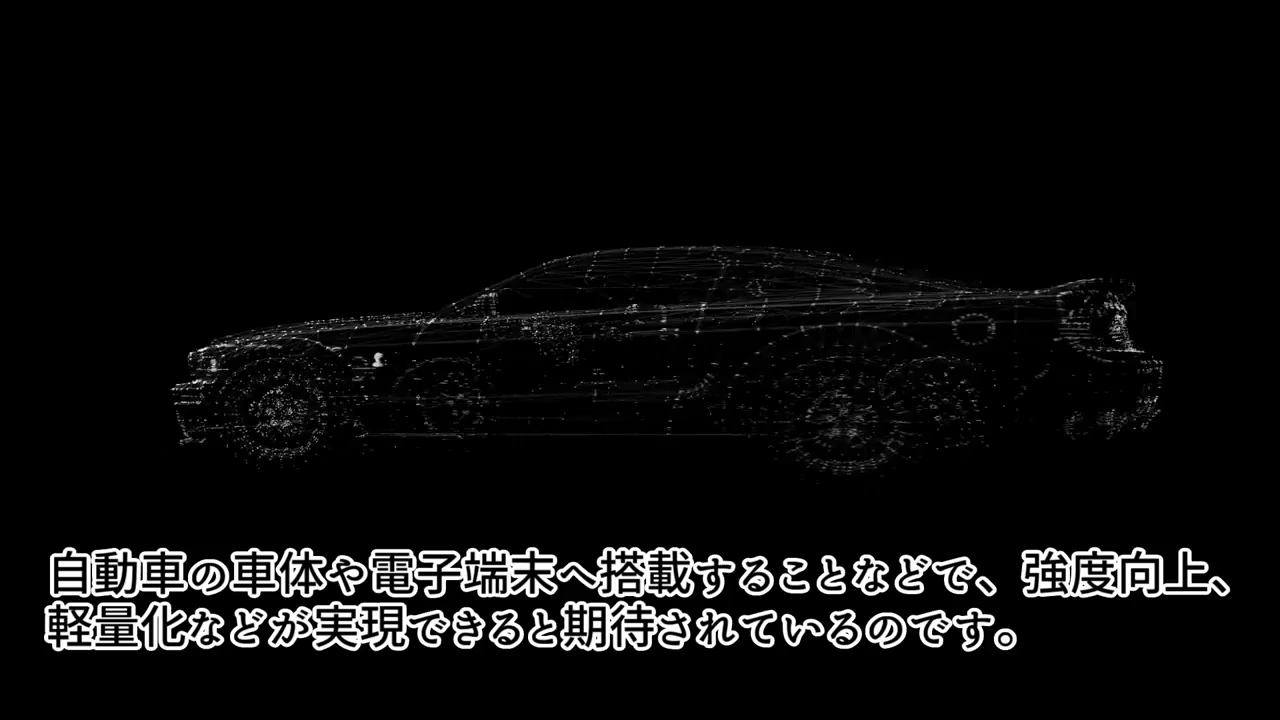 自動車の車体や電子端末へ搭載することなどで、強度向上、
軽量化などが実現できると期待されているのです。